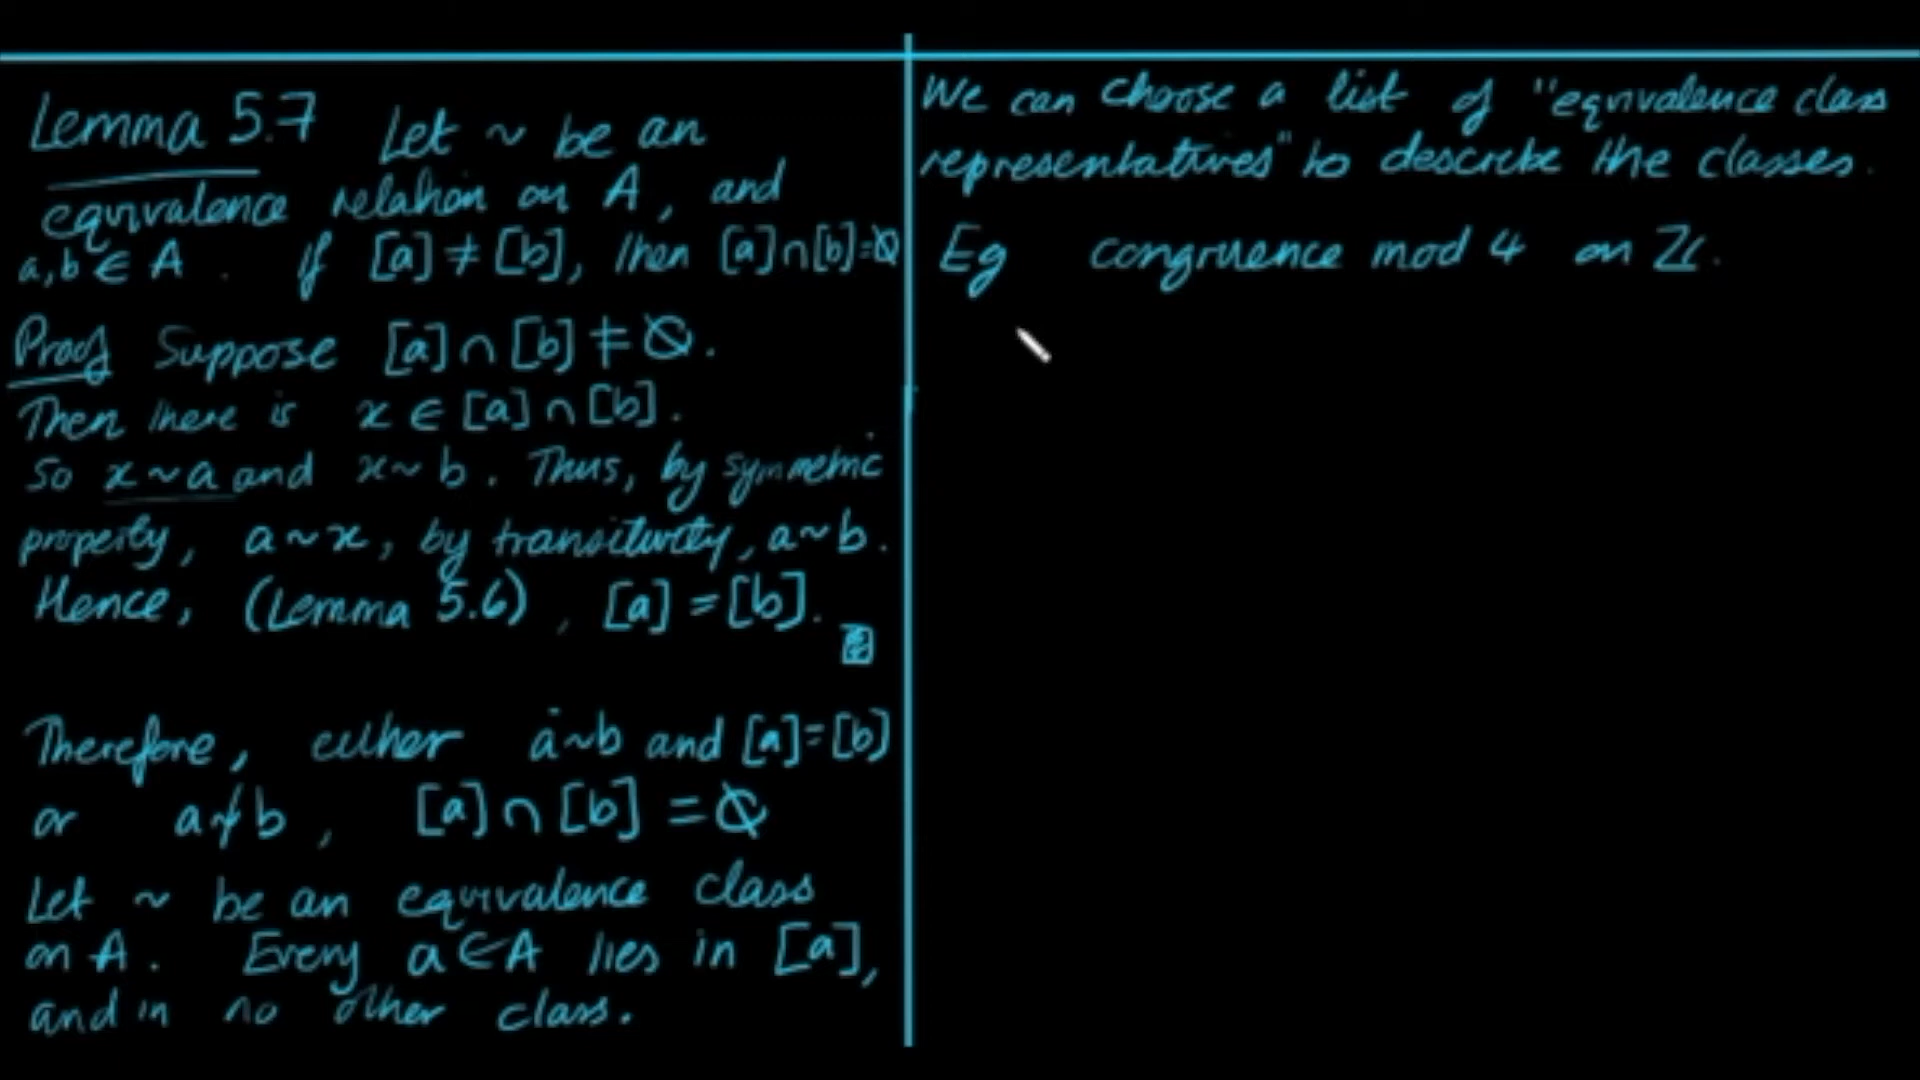 Lemma 5.7 Let ~ be an
equivalence relation on A, and
a,b ∈ A. If [a] ≠ [b], then [a]∩[b]=∅
Proof Suppose [a]∩[b] ≠ ∅.
Then there is x ∈ [a]∩[b].
So x~a and x~b. Thus, by symmetric
property, a~x, by transitivity, a~b.
Hence, (Lemma 5.6), [a]=[b].
Therefore, either a~b and [a]=[b]
or a≁b, [a]∩[b]=∅
Let ~ be an equivalence class
on A. Every a∈A lies in [a],
and in no other class.
We can choose a list of "equivalence class
representatives" to describe the classes.
Eg congruence mod 4 on ℤ.